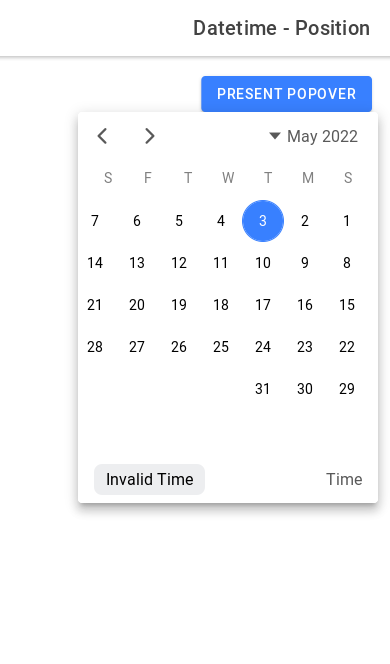 Datetime - Position
PRESENT POPOVER
May 2022
S M T W T F S
1 2 3 4 5 6 7
8 9 10 11 12 13 14
15 16 17 18 19 20 21
22 23 24 25 26 27 28
29 30 31
Time Invalid Time